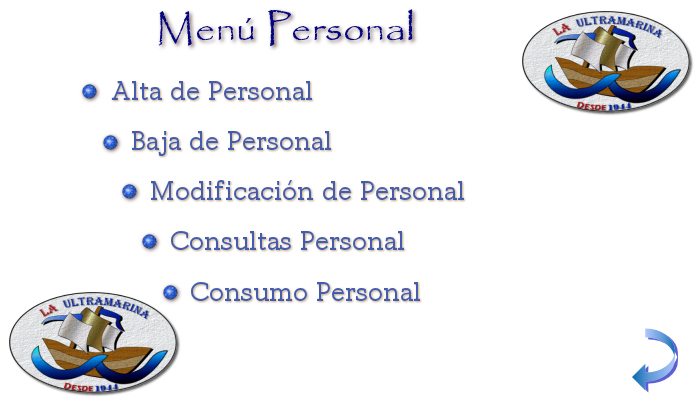 Menú Personal
LA ULTRAMARINA
DESDE 1944
Alta de Personal
Baja de Personal
Modificación de Personal
Consultas Personal
Consumo Personal
LA ULTRAMARINA
DESDE 1944